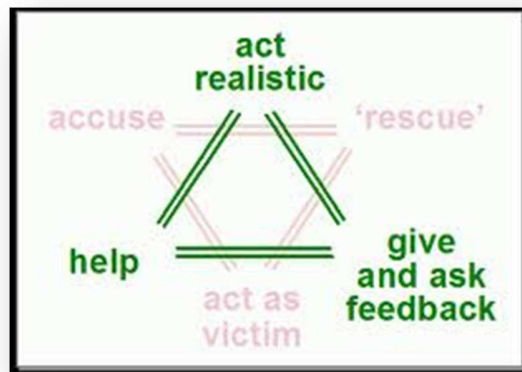 act
realistic
accuse
'rescue'
help
give
and ask
feedback
act as
victim